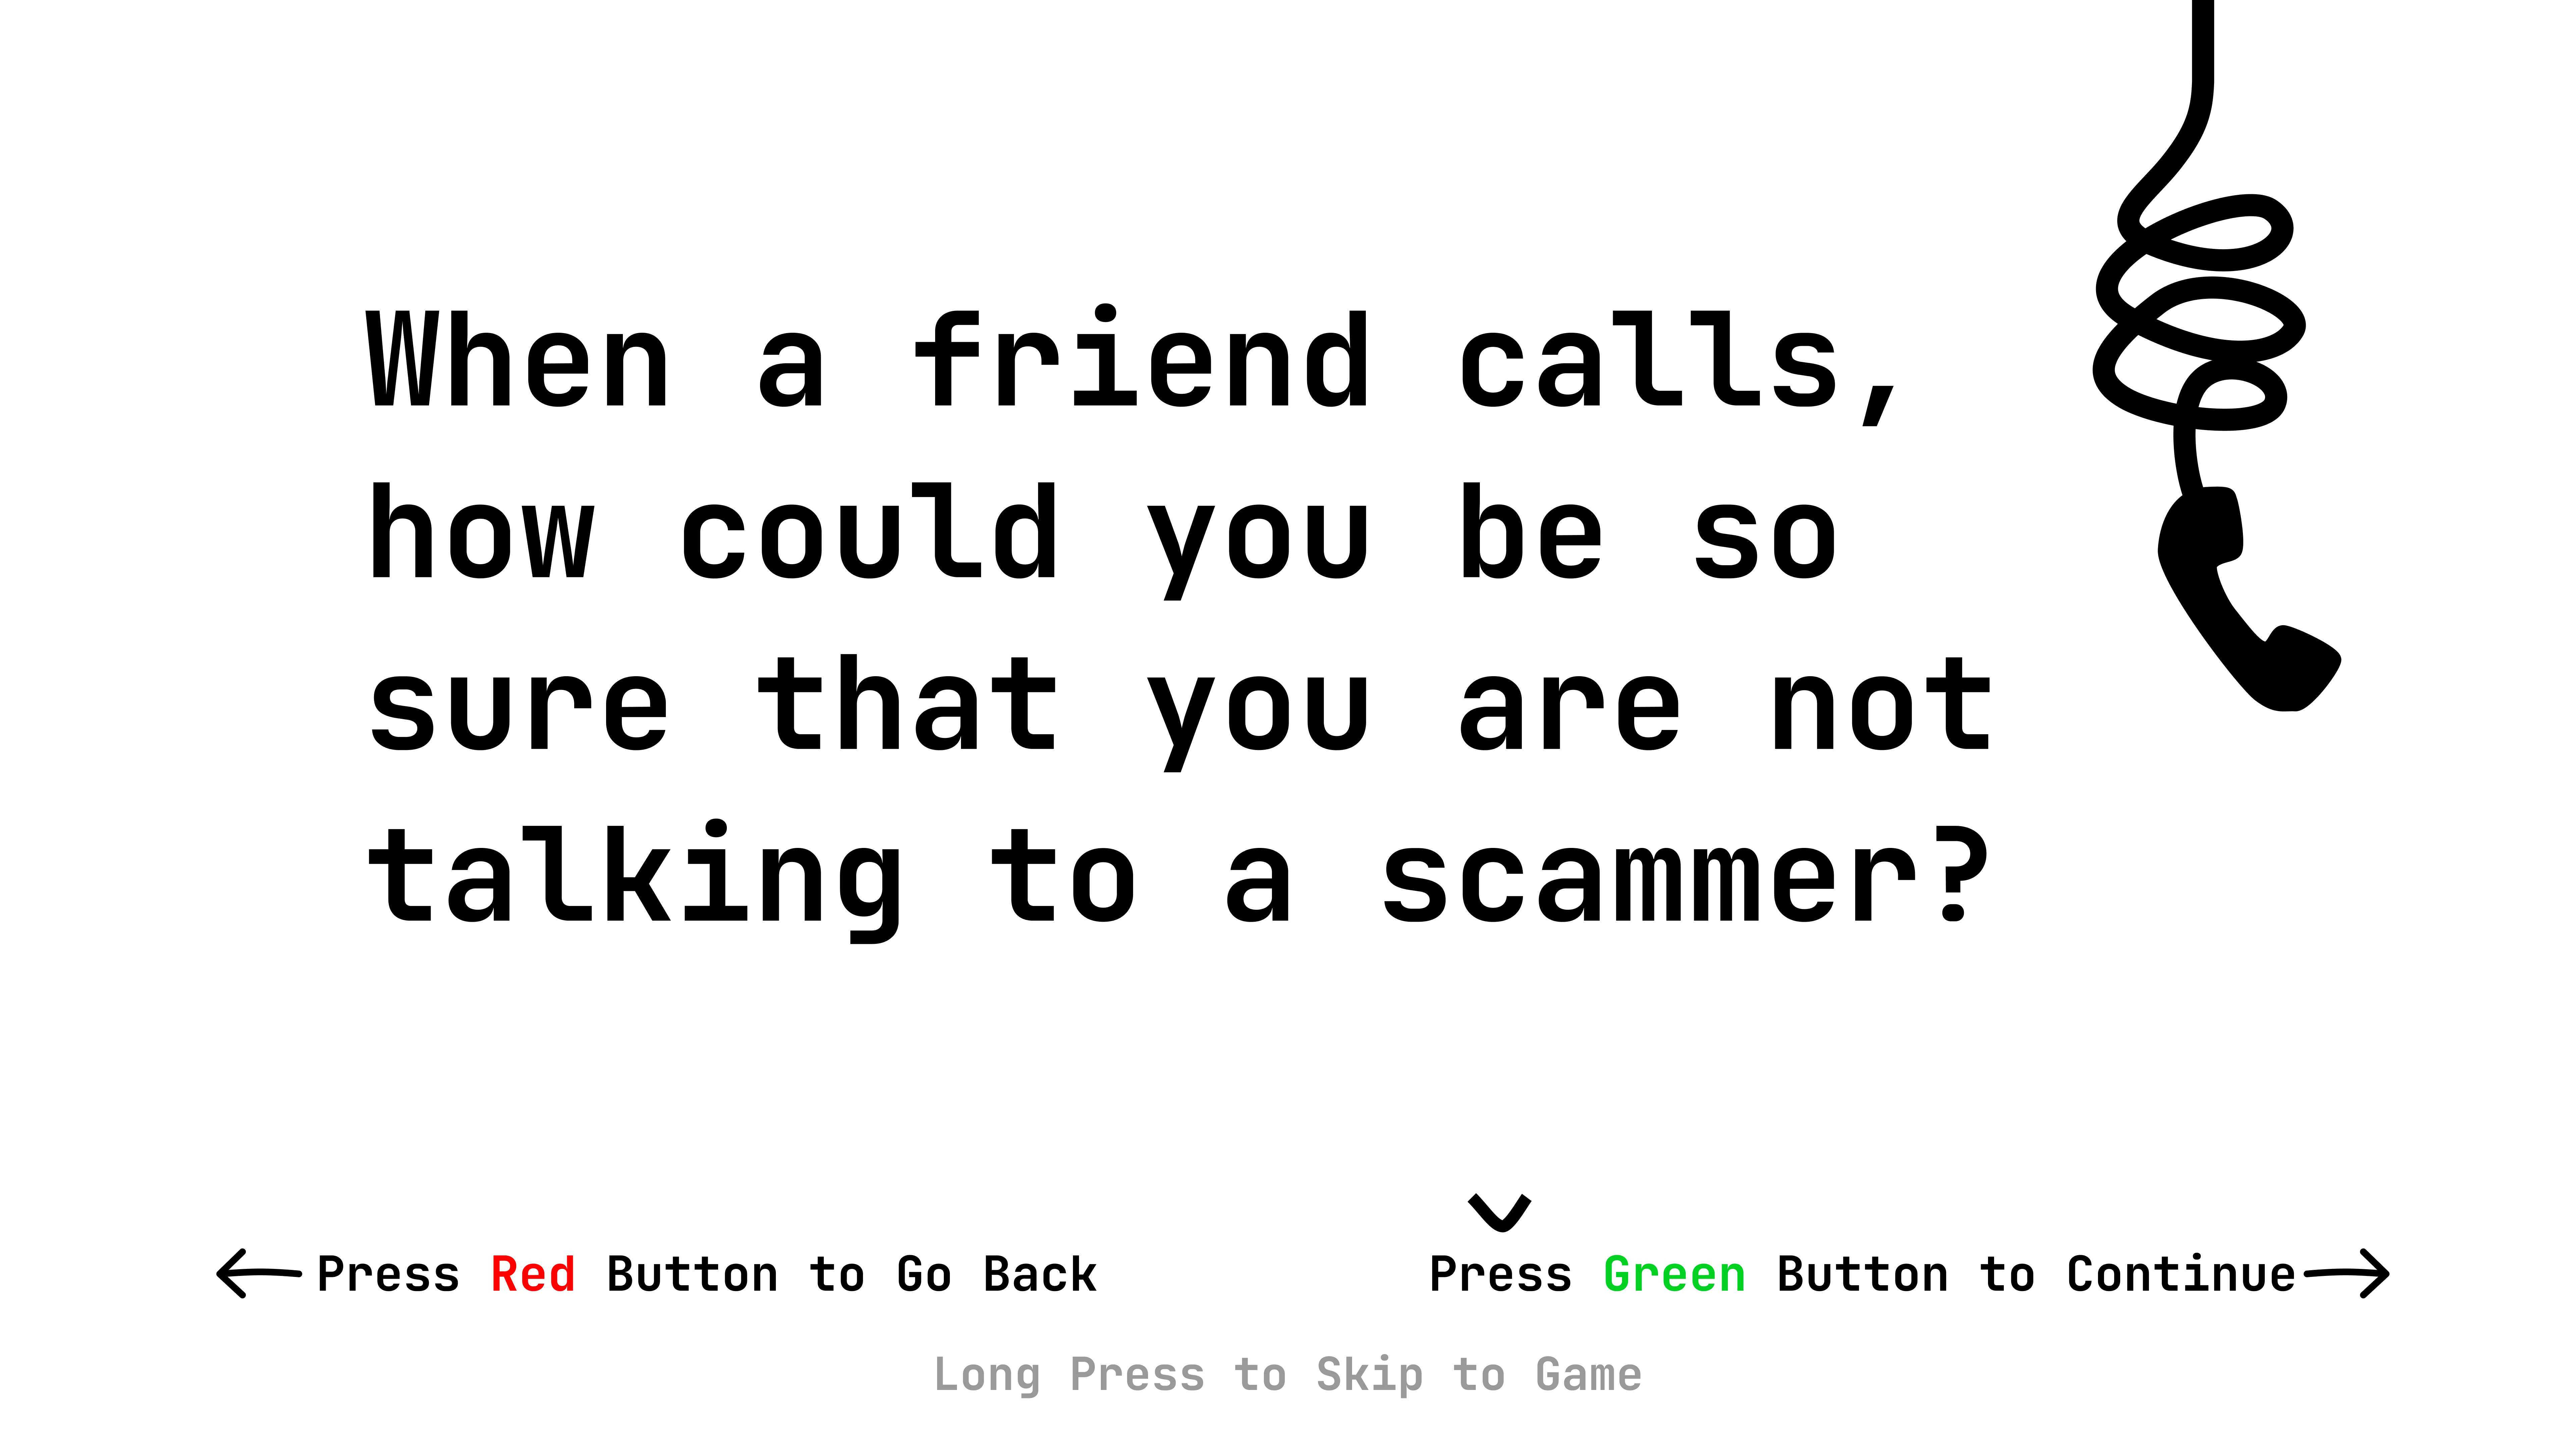 When a friend calls,
how could you be so
sure that you are not
talking to a scammer?
Press Red Button to Go Back
Press Green Button to Continue
Long Press to Skip to Game